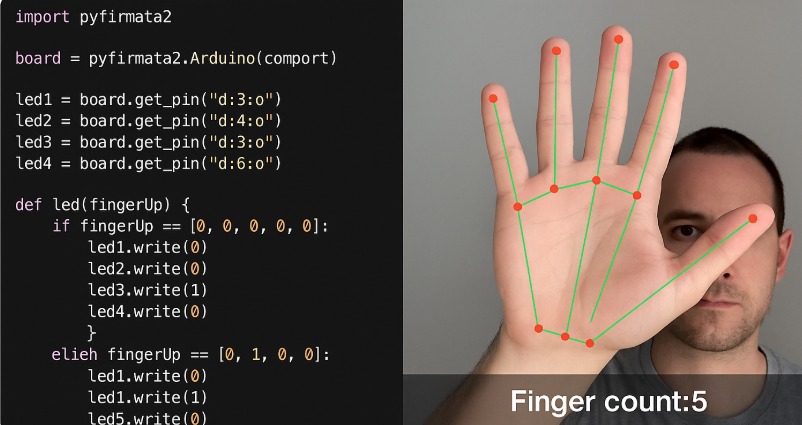 import pyfirmata2
board = pyfirmata2.Arduino(comport)
led1 = board.get_pin("d:3:o")
led2 = board.get_pin("d:4:o")
led3 = board.get_pin("d:3:o")
led4 = board.get_pin("d:6:o")
def led(fingerUp) {
if fingerUp == [0, 0, 0, 0, 0]:
led1.write(0)
led2.write(0)
led3.write(1)
led4.write(0)
}
elieh fingerUp == [0, 1, 0, 0]:
led1.write(0)
led1.write(1)
led5.write(0)
Finger count:5